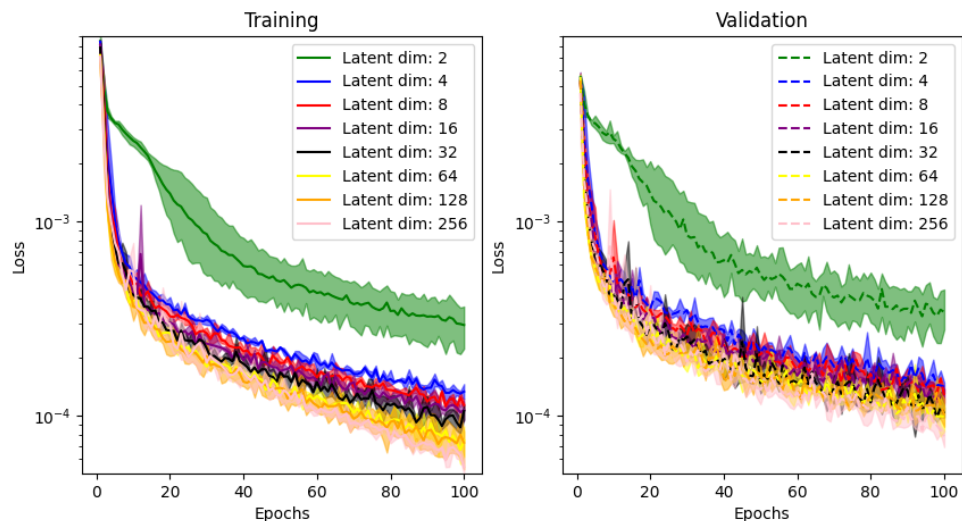 Training
Loss
10⁻³
10⁻⁴
Latent dim: 2
Latent dim: 4
Latent dim: 8
Latent dim: 16
Latent dim: 32
Latent dim: 64
Latent dim: 128
Latent dim: 256
0 20 40 60 80 100
Epochs
Validation
Loss
10⁻³
10⁻⁴
Latent dim: 2
Latent dim: 4
Latent dim: 8
Latent dim: 16
Latent dim: 32
Latent dim: 64
Latent dim: 128
Latent dim: 256
0 20 40 60 80 100
Epochs